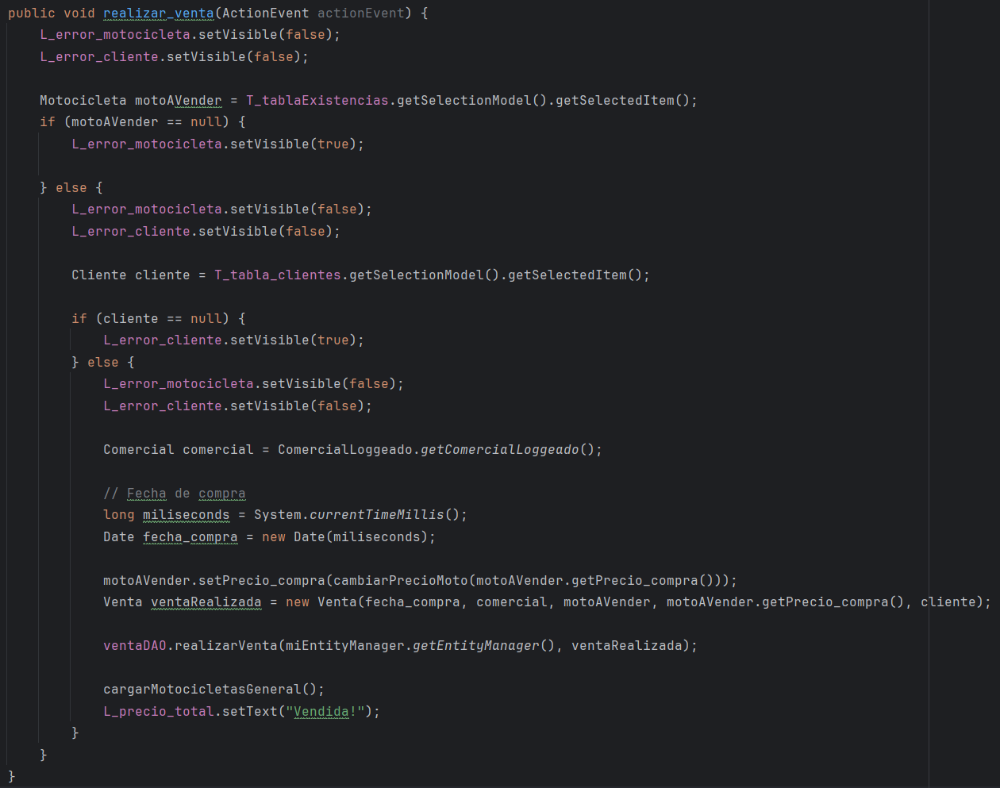 public void realizar_venta(ActionEvent actionEvent) {
    L_error_motocicleta.setVisible(false);
    L_error_cliente.setVisible(false);

    Motocicleta motoAVender = T_tablaExistencias.getSelectionModel().getSelectedItem();
    if (motoAVender == null) {
        L_error_motocicleta.setVisible(true);

    } else {
        L_error_motocicleta.setVisible(false);
        L_error_cliente.setVisible(false);

        Cliente cliente = T_tabla_clientes.getSelectionModel().getSelectedItem();

        if (cliente == null) {
            L_error_cliente.setVisible(true);
        } else {
            L_error_motocicleta.setVisible(false);
            L_error_cliente.setVisible(false);

            Comercial comercial = ComercialLoggeado.getComercialLoggeado();

            // Fecha de compra
            long miliseconds = System.currentTimeMillis();
            Date fecha_compra = new Date(miliseconds);

            motoAVender.setPrecio_compra(cambiarPrecioMoto(motoAVender.getPrecio_compra()));
            Venta ventaRealizada = new Venta(fecha_compra, comercial, motoAVender, motoAVender.getPrecio_compra(), cliente);

            ventaDAO.realizarVenta(miEntityManager.getEntityManager(), ventaRealizada);

            cargarMotocicletasGeneral();
            L_precio_total.setText("Vendida!");
        }
    }
}